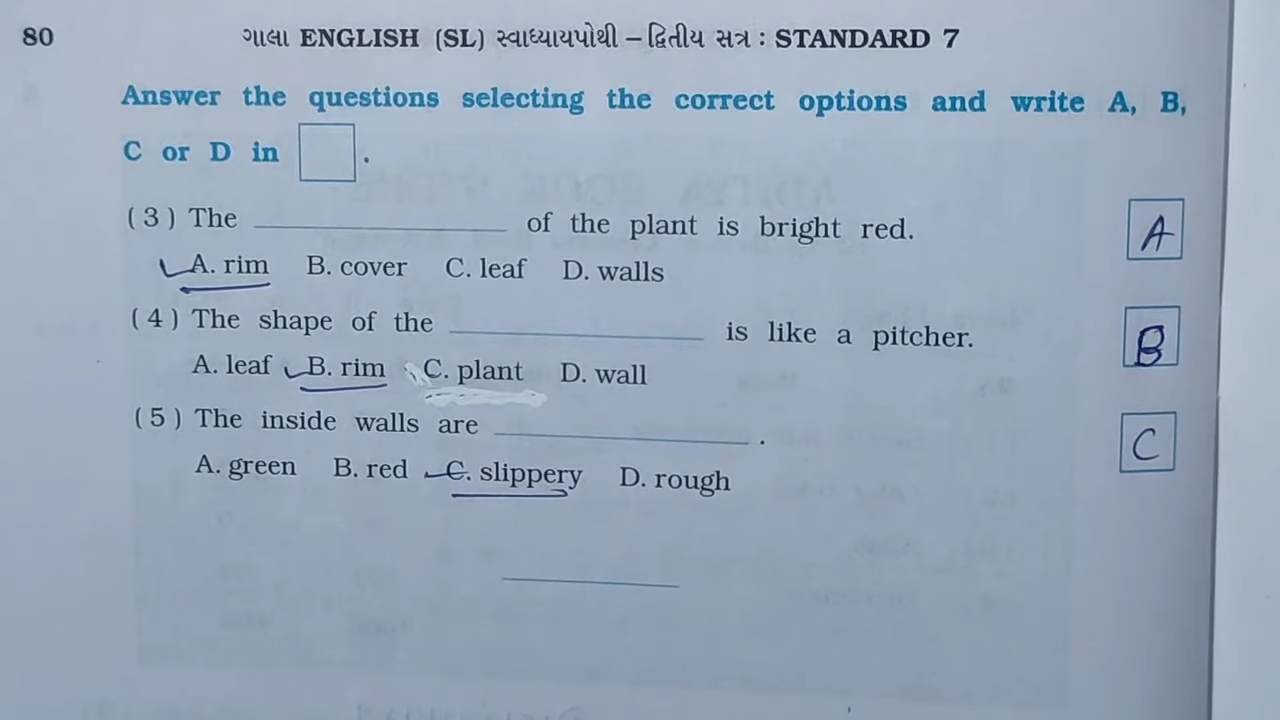 80
ગાલા ENGLISH (SL) સ્વાધ્યાયપોથી – દ્વિતીય સત્ર : STANDARD 7
Answer the questions selecting the correct options and write A, B,
C or D in .
(3) The ____________ of the plant is bright red. A
A. rim B. cover C. leaf D. walls
(4) The shape of the ____________ is like a pitcher. B
A. leaf B. rim C. plant D. wall
(5) The inside walls are ____________ . C
A. green B. red C. slippery D. rough